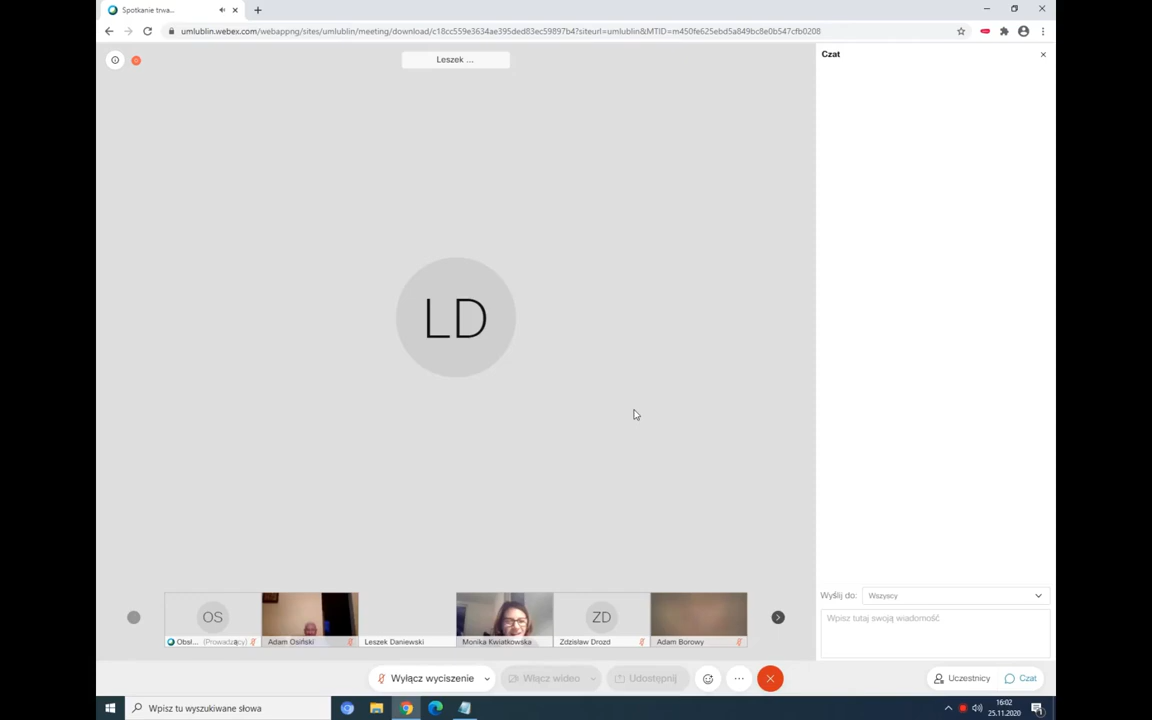 Spotkanie trwa...
umlublin.webex.com/webappng/sites/umlublin/meeting/download/c18cc559e3634ae395ded83ec59897b4?siteurl=umlublin&MTID=m450fe625ebd5a849bc8e0b547cfb0208
Leszek ...
Czat
LD
OS
ZD
Obsł... (Prowadzący)
Adam Osiński
Leszek Daniewski
Monika Kwiatkowska
Zdzisław Drozd
Adam Borowy
Wyślij do:
Wszyscy
Wpisz tutaj swoją wiadomość
Wyłącz wyciszenie
Włącz wideo
Udostępnij
...
Uczestnicy
Czat
Wpisz tu wyszukiwane słowa
16:02
25.11.2020
1